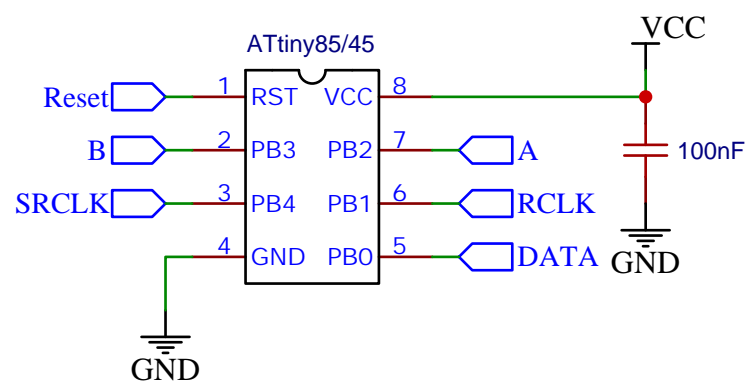 ATtiny85/45
VCC
Reset 1 RST VCC 8
B 2 PB3 PB2 7 A
100nF
SRCLK 3 PB4 PB1 6 RCLK
4 GND PB0 5 DATA
GND
GND